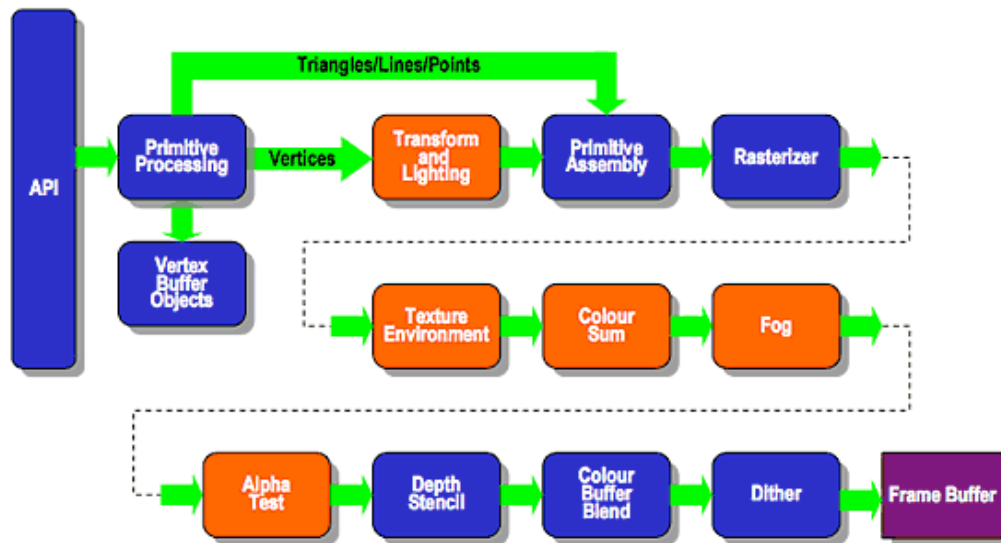 Triangles/Lines/Points
API
Primitive
Processing
Vertices
Transform
and
Lighting
Primitive
Assembly
Rasterizer
Vertex
Buffer
Objects
Texture
Environment
Colour
Sum
Fog
Alpha
Test
Depth
Stencil
Colour
Buffer
Blend
Dither
Frame Buffer